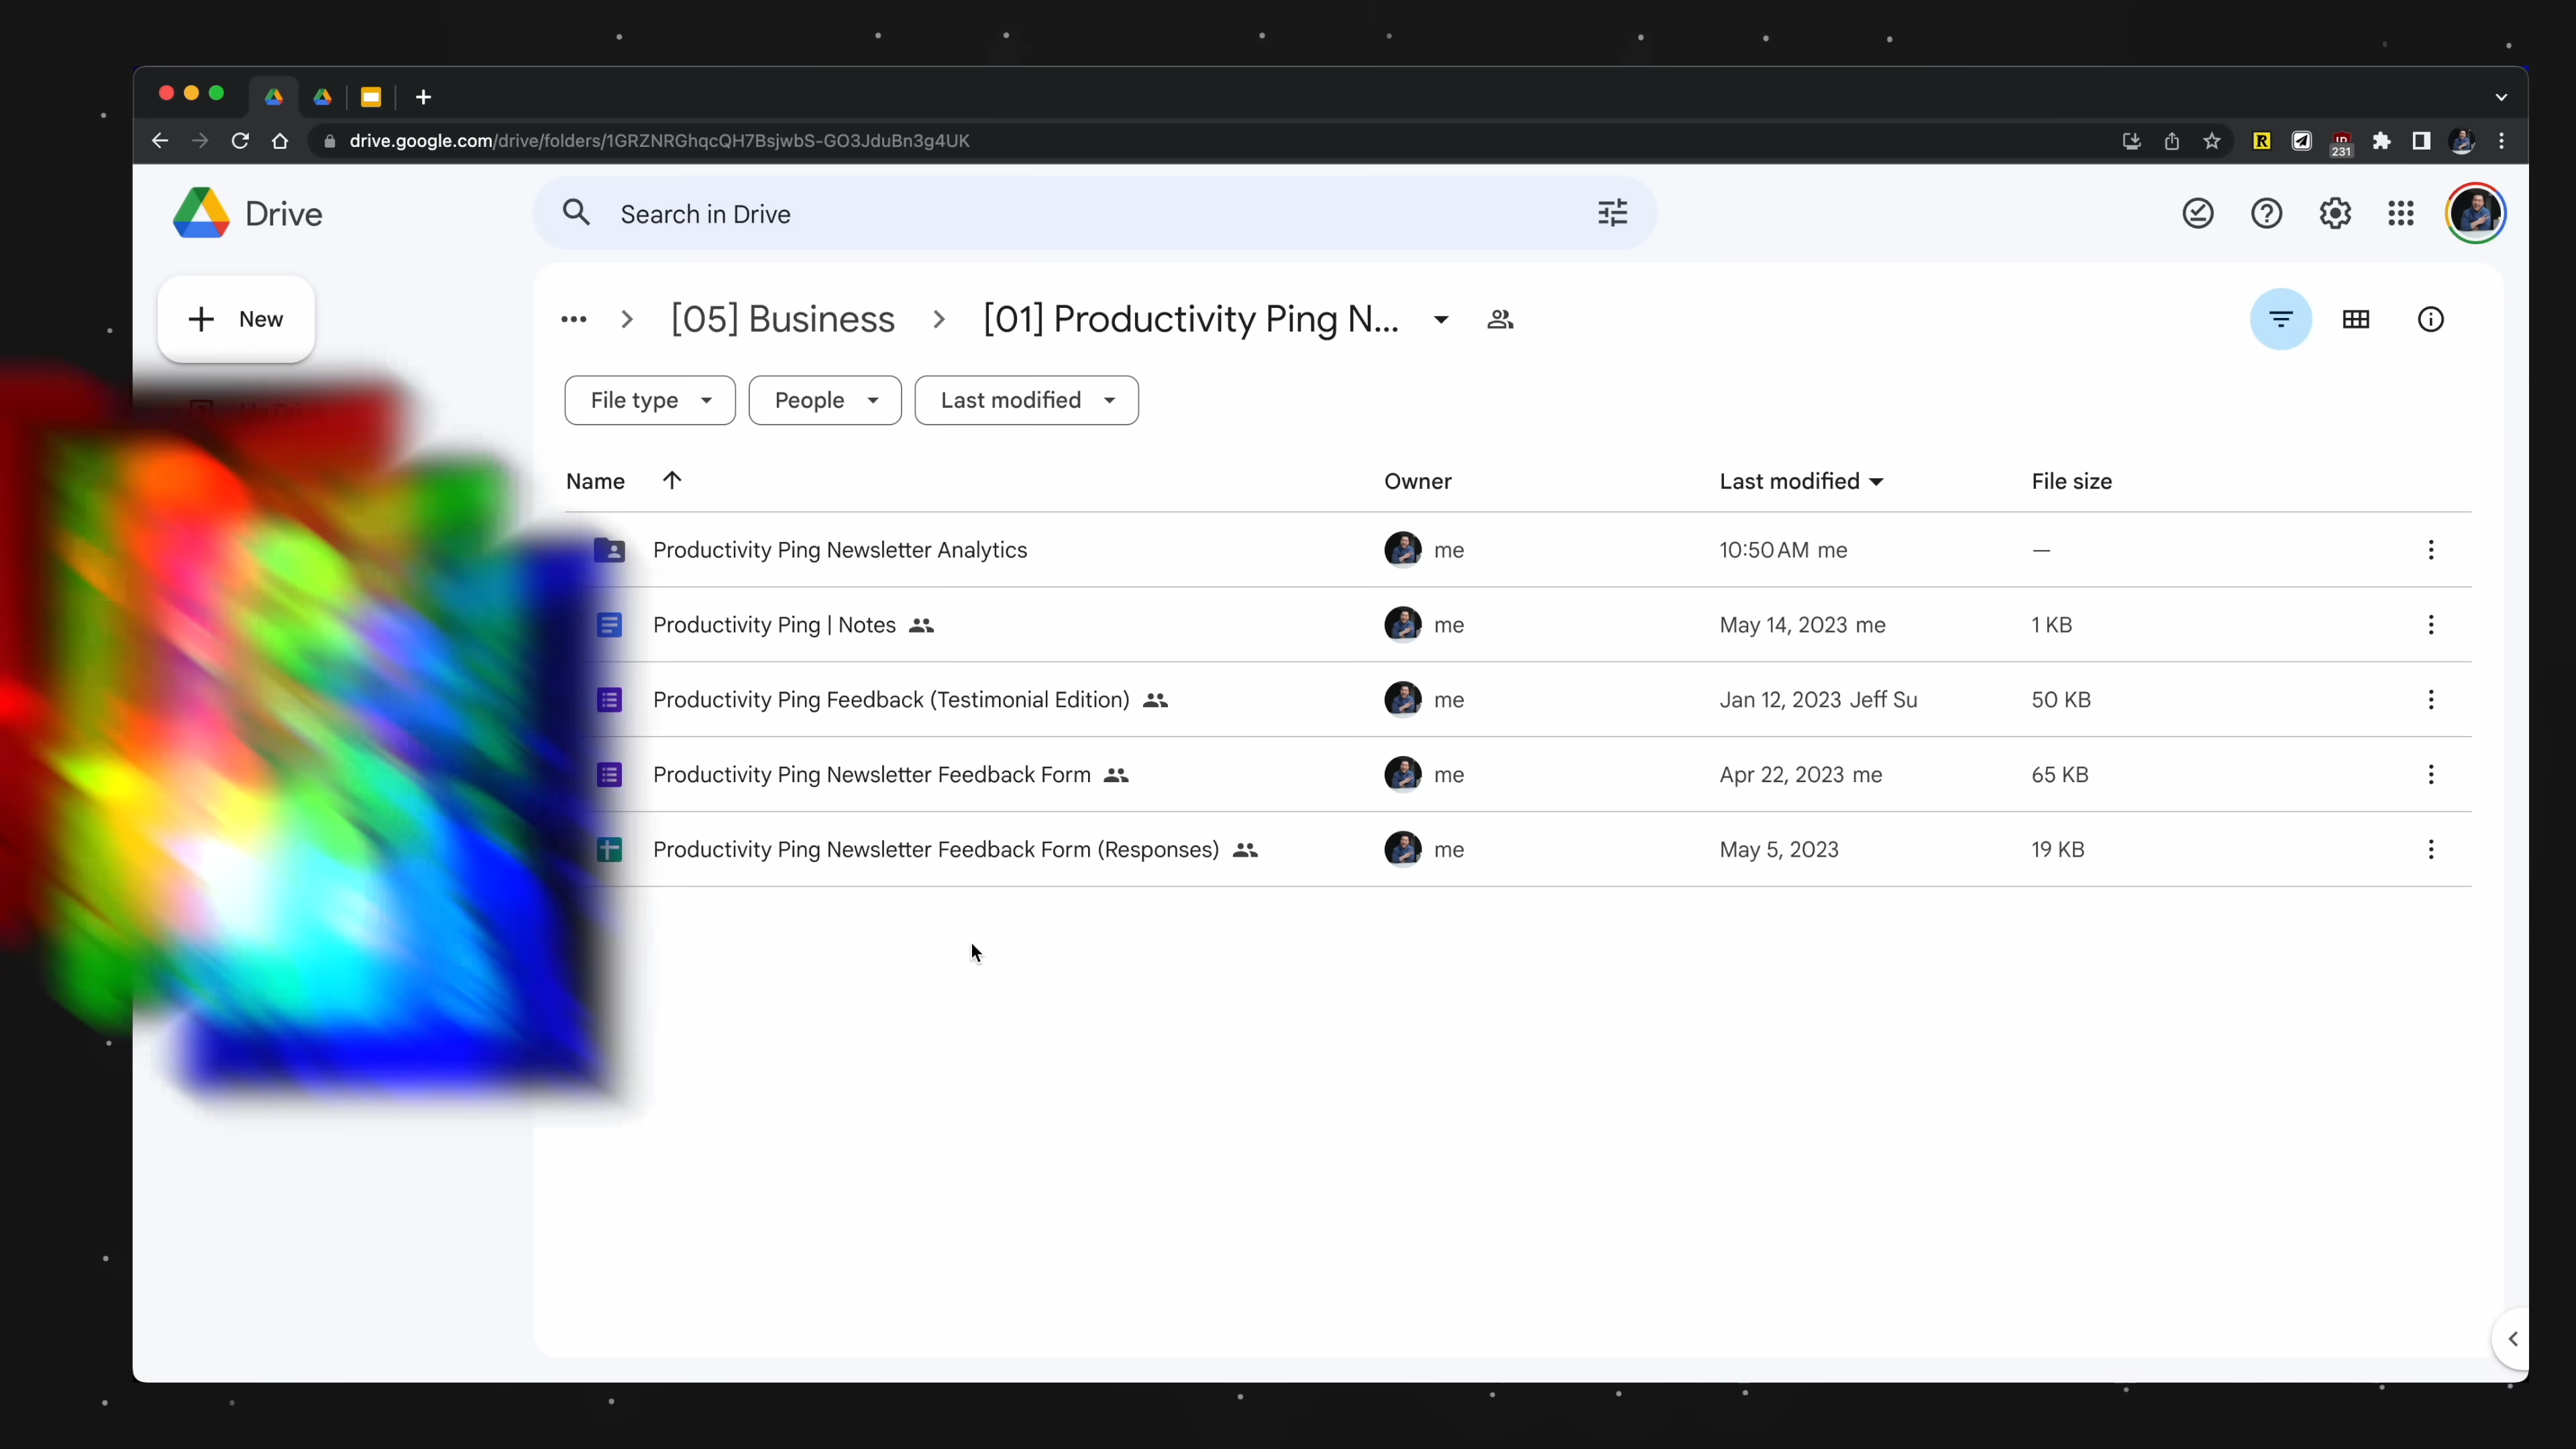 drive.google.com/drive/folders/1GRZNRGhqcQH7BsjwbS-GO3JduBn3g4UK
231
Drive
Search in Drive
New
[05] Business
[01] Productivity Ping N...
File type
People
Last modified
Name
Owner
Last modified
File size
Productivity Ping Newsletter Analytics me 10:50 AM me —
Productivity Ping | Notes me May 14, 2023 me 1 KB
Productivity Ping Feedback (Testimonial Edition) me Jan 12, 2023 Jeff Su 50 KB
Productivity Ping Newsletter Feedback Form me Apr 22, 2023 me 65 KB
Productivity Ping Newsletter Feedback Form (Responses) me May 5, 2023 19 KB